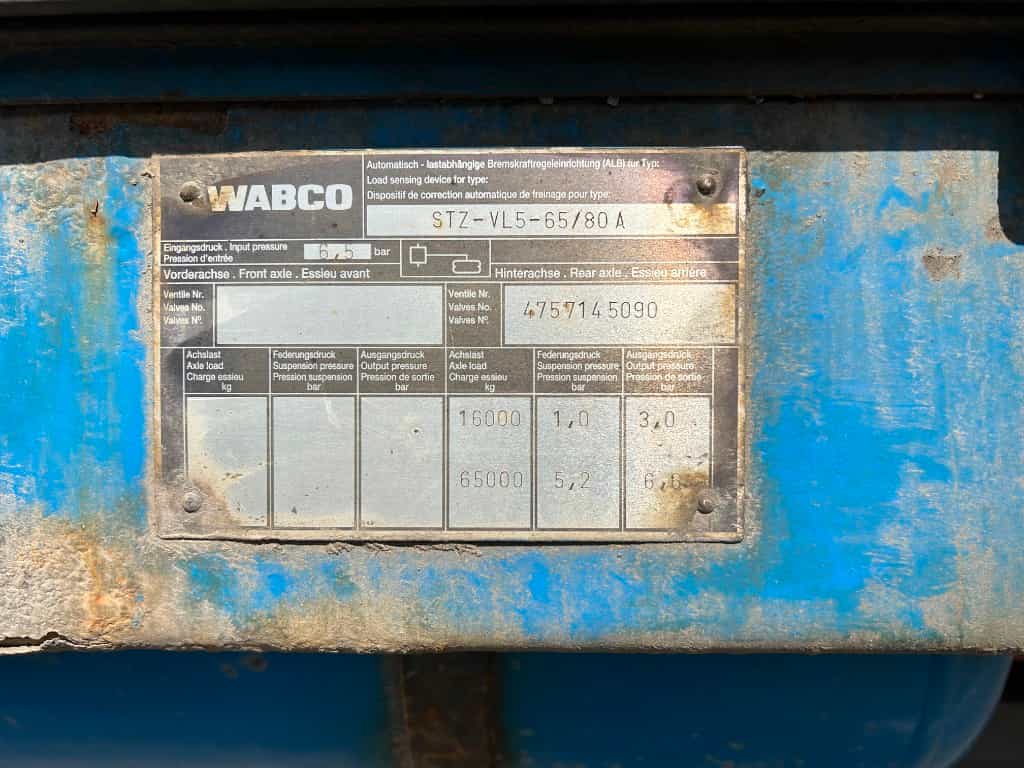 WABCO
Automatisch - lastabhängige Bremskraftregeleinrichtung (ALB) für Typ:
Load sensing device for type:
Dispositif de correction automatique de freinage pour type:
STZ-VL5-65/80 A
Eingangsdruck . Input pressure
Pression d'entrée
6,5 bar
Vorderachse . Front axle . Essieu avant
Hinterachse . Rear axle . Essieu arrière
Ventile Nr.
Valves No.
Valves Nº.
Ventile Nr.
Valves No.
Valves Nº.
4757145090
Achslast
Axle load
Charge essieu
kg
Federungsdruck
Suspension pressure
Pression suspension
bar
Ausgangsdruck
Output pressure
Pression de sortie
bar
Achslast
Axle load
Charge essieu
kg
Federungsdruck
Suspension pressure
Pression suspension
bar
Ausgangsdruck
Output pressure
Pression de sortie
bar
16000 1,0 3,0
65000 5,2